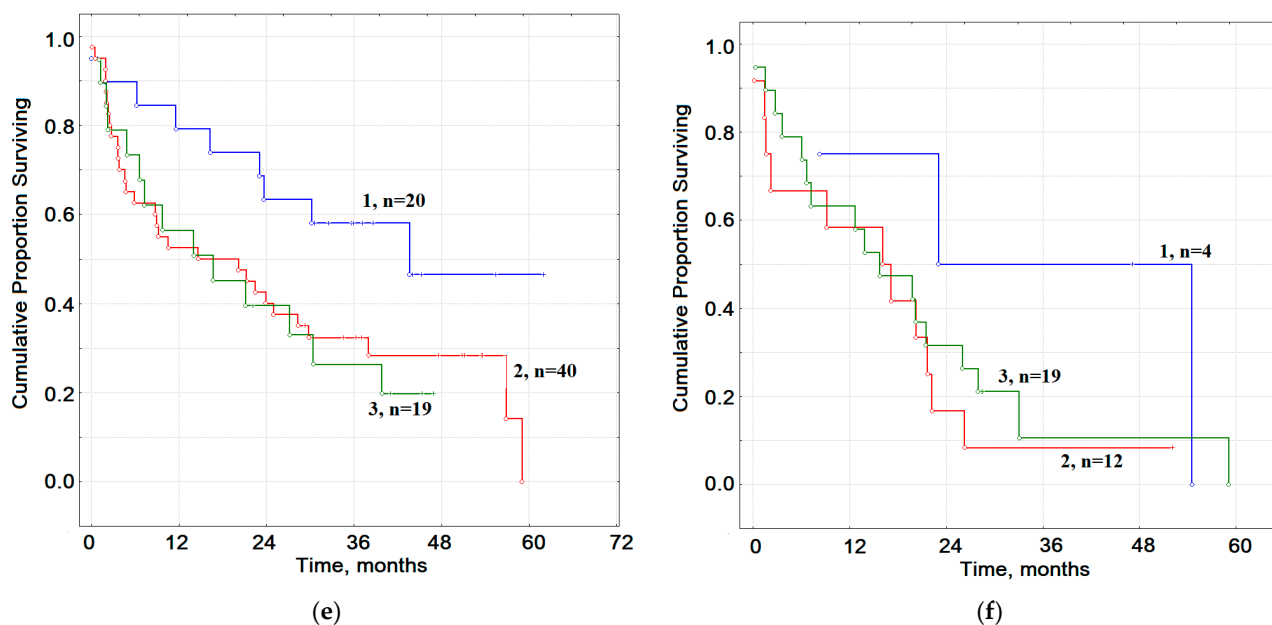 Cumulative Proportion Surviving
1.0
0.8
0.6
0.4
0.2
0.0
1, n=20
2, n=40
3, n=19
0 12 24 36 48 60 72
Time, months
(e)
Cumulative Proportion Surviving
1.0
0.8
0.6
0.4
0.2
0.0
1, n=4
3, n=19
2, n=12
0 12 24 36 48 60
Time, months
(f)